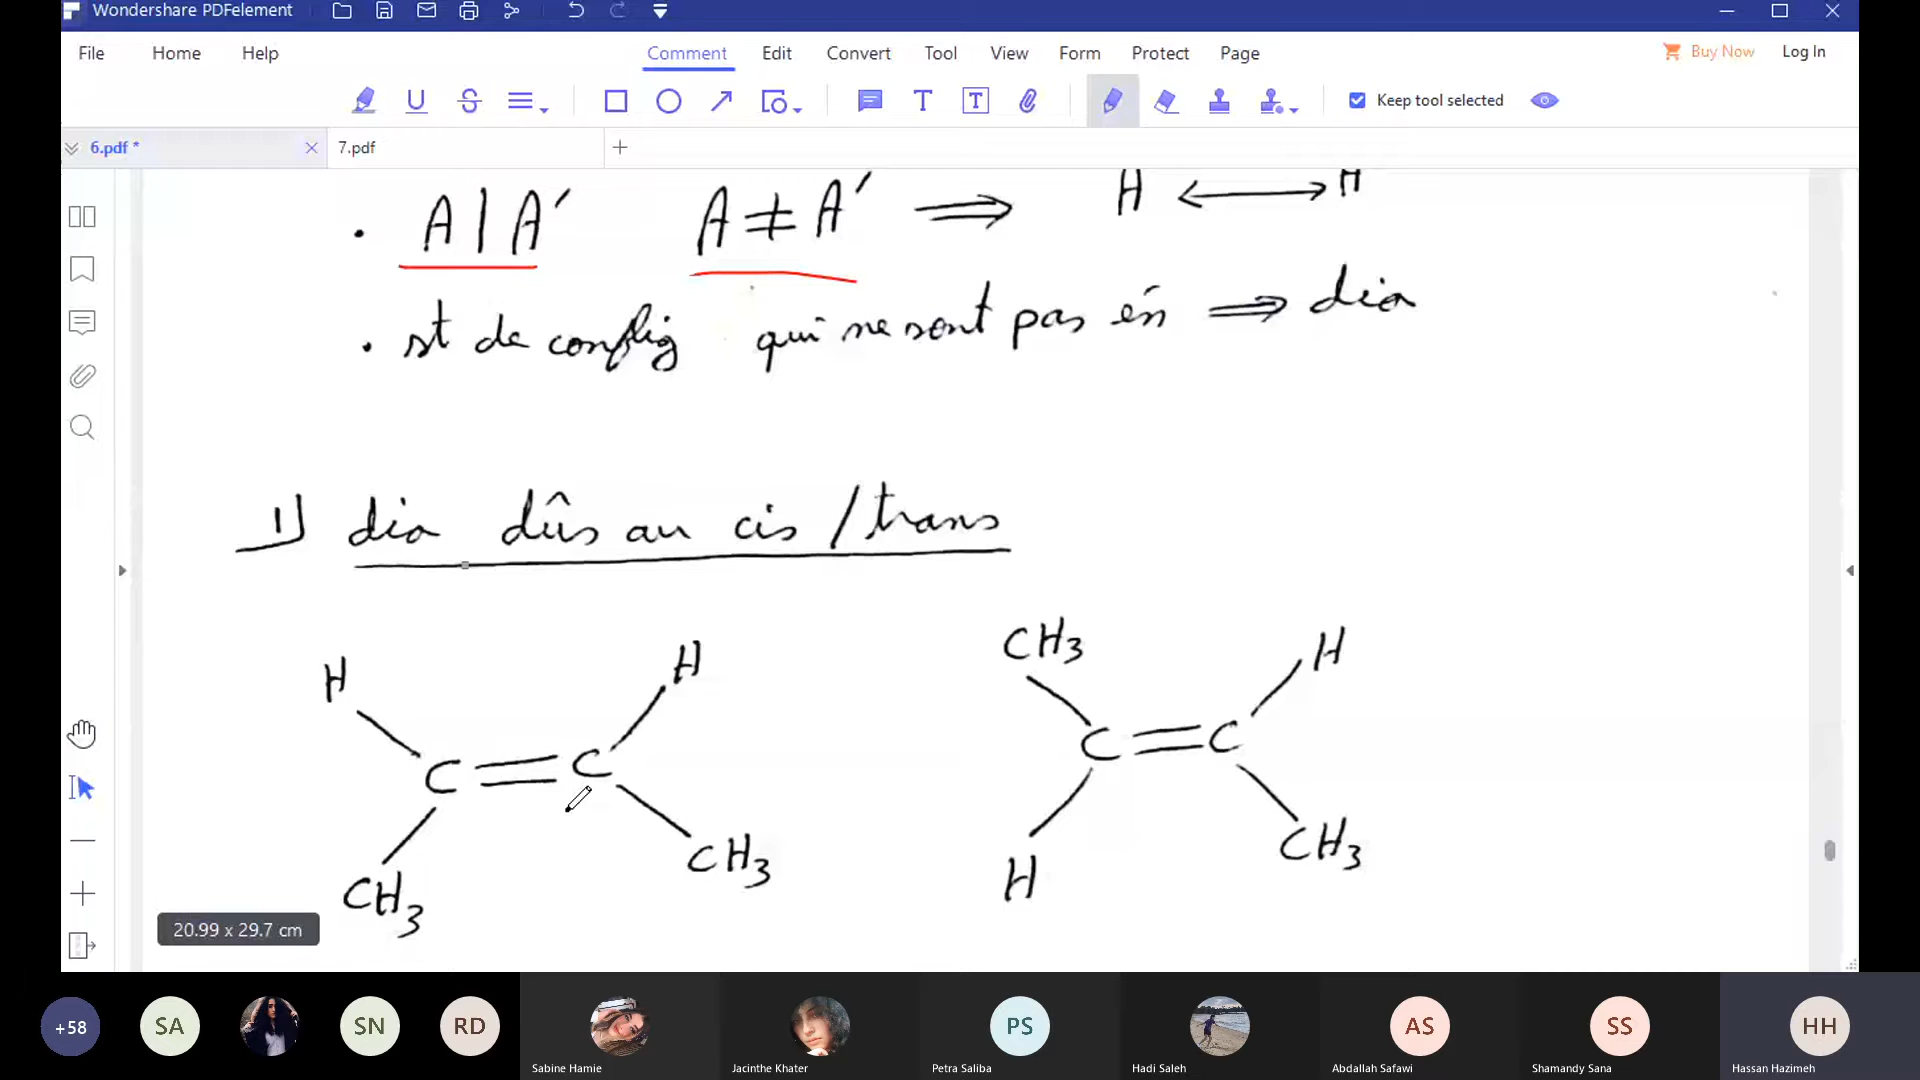 Wondershare PDFelement
File Home Help Comment Edit Convert Tool View Form Protect Page Buy Now Log In
Keep tool selected
6.pdf * 7.pdf
. A | A' A ≠ A' ⟹ H ⟷ H
. st de config qui ne sont pas én ⟹ dia
1) dia dûs au cis / trans
H H
C = C
CH3 CH3
CH3 H
C = C
H CH3
20.99 x 29.7 cm
+58 SA SN RD PS AS SS HH
Sabine Hamie Jacinthe Khater Petra Saliba Hadi Saleh Abdallah Safawi Shamandy Sana Hassan Hazimeh